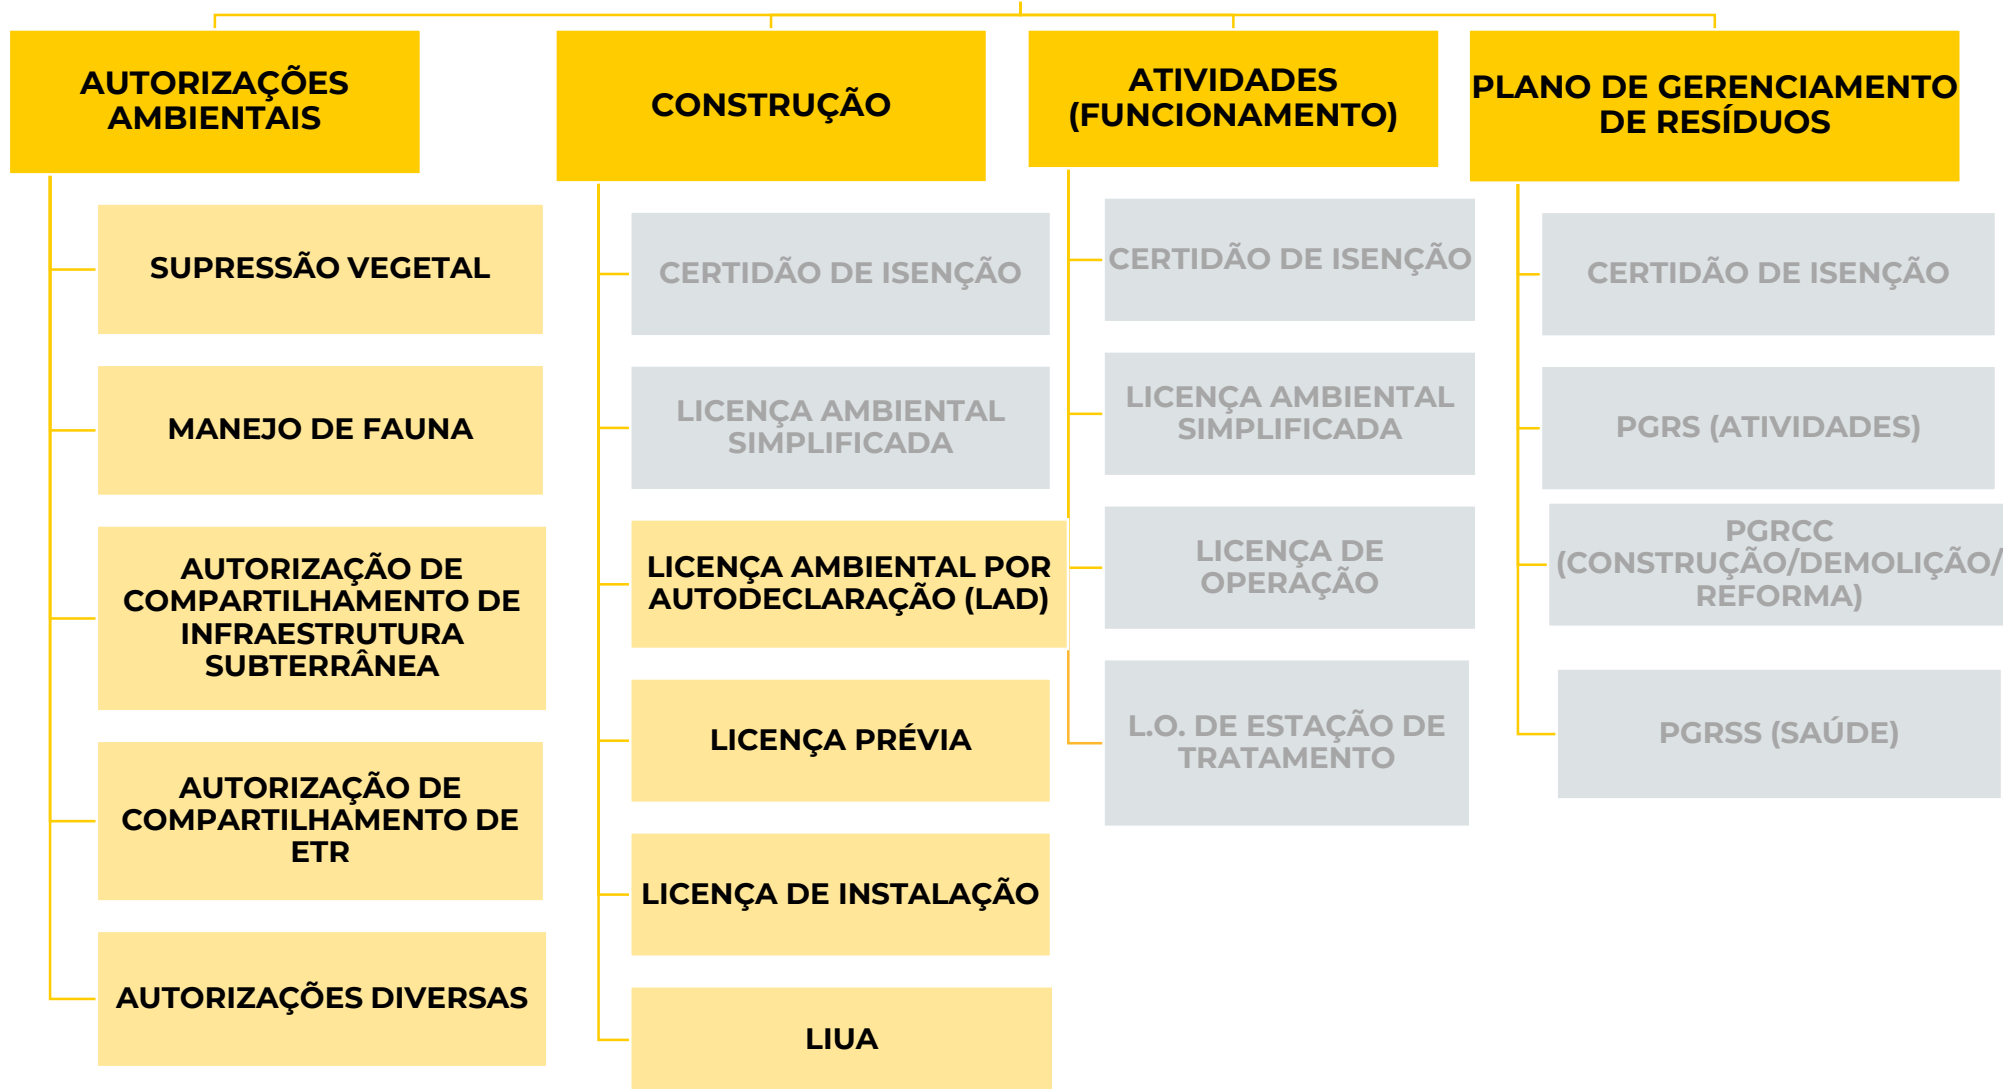 AUTORIZAÇÕES
AMBIENTAIS
SUPRESSÃO VEGETAL
MANEJO DE FAUNA
AUTORIZAÇÃO DE
COMPARTILHAMENTO DE
INFRAESTRUTURA
SUBTERRÂNEA
AUTORIZAÇÃO DE
COMPARTILHAMENTO DE
ETR
AUTORIZAÇÕES DIVERSAS
CONSTRUÇÃO
CERTIDÃO DE ISENÇÃO
LICENÇA AMBIENTAL
SIMPLIFICADA
LICENÇA AMBIENTAL POR
AUTODECLARAÇÃO (LAD)
LICENÇA PRÉVIA
LICENÇA DE INSTALAÇÃO
LIUA
ATIVIDADES
(FUNCIONAMENTO)
CERTIDÃO DE ISENÇÃO
LICENÇA AMBIENTAL
SIMPLIFICADA
LICENÇA DE
OPERAÇÃO
L.O. DE ESTAÇÃO DE
TRATAMENTO
PLANO DE GERENCIAMENTO
DE RESÍDUOS
CERTIDÃO DE ISENÇÃO
PGRS (ATIVIDADES)
PGRCC
(CONSTRUÇÃO/DEMOLIÇÃO/
REFORMA)
PGRSS (SAÚDE)